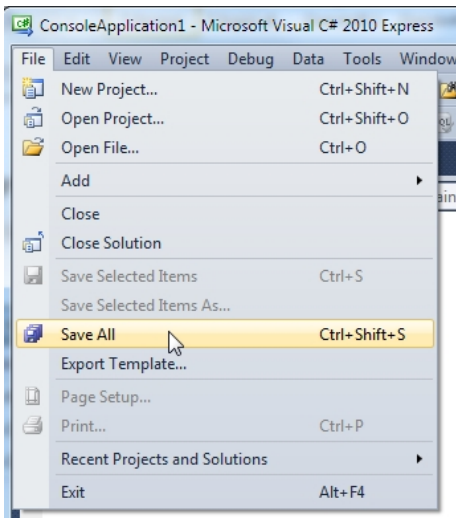 ConsoleApplication1 - Microsoft Visual C# 2010 Express
File Edit View Project Debug Data Tools Window
New Project... Ctrl+Shift+N
Open Project... Ctrl+Shift+O
Open File... Ctrl+O
Add
Close
Close Solution
Save Selected Items Ctrl+S
Save Selected Items As...
Save All Ctrl+Shift+S
Export Template...
Page Setup...
Print... Ctrl+P
Recent Projects and Solutions
Exit Alt+F4